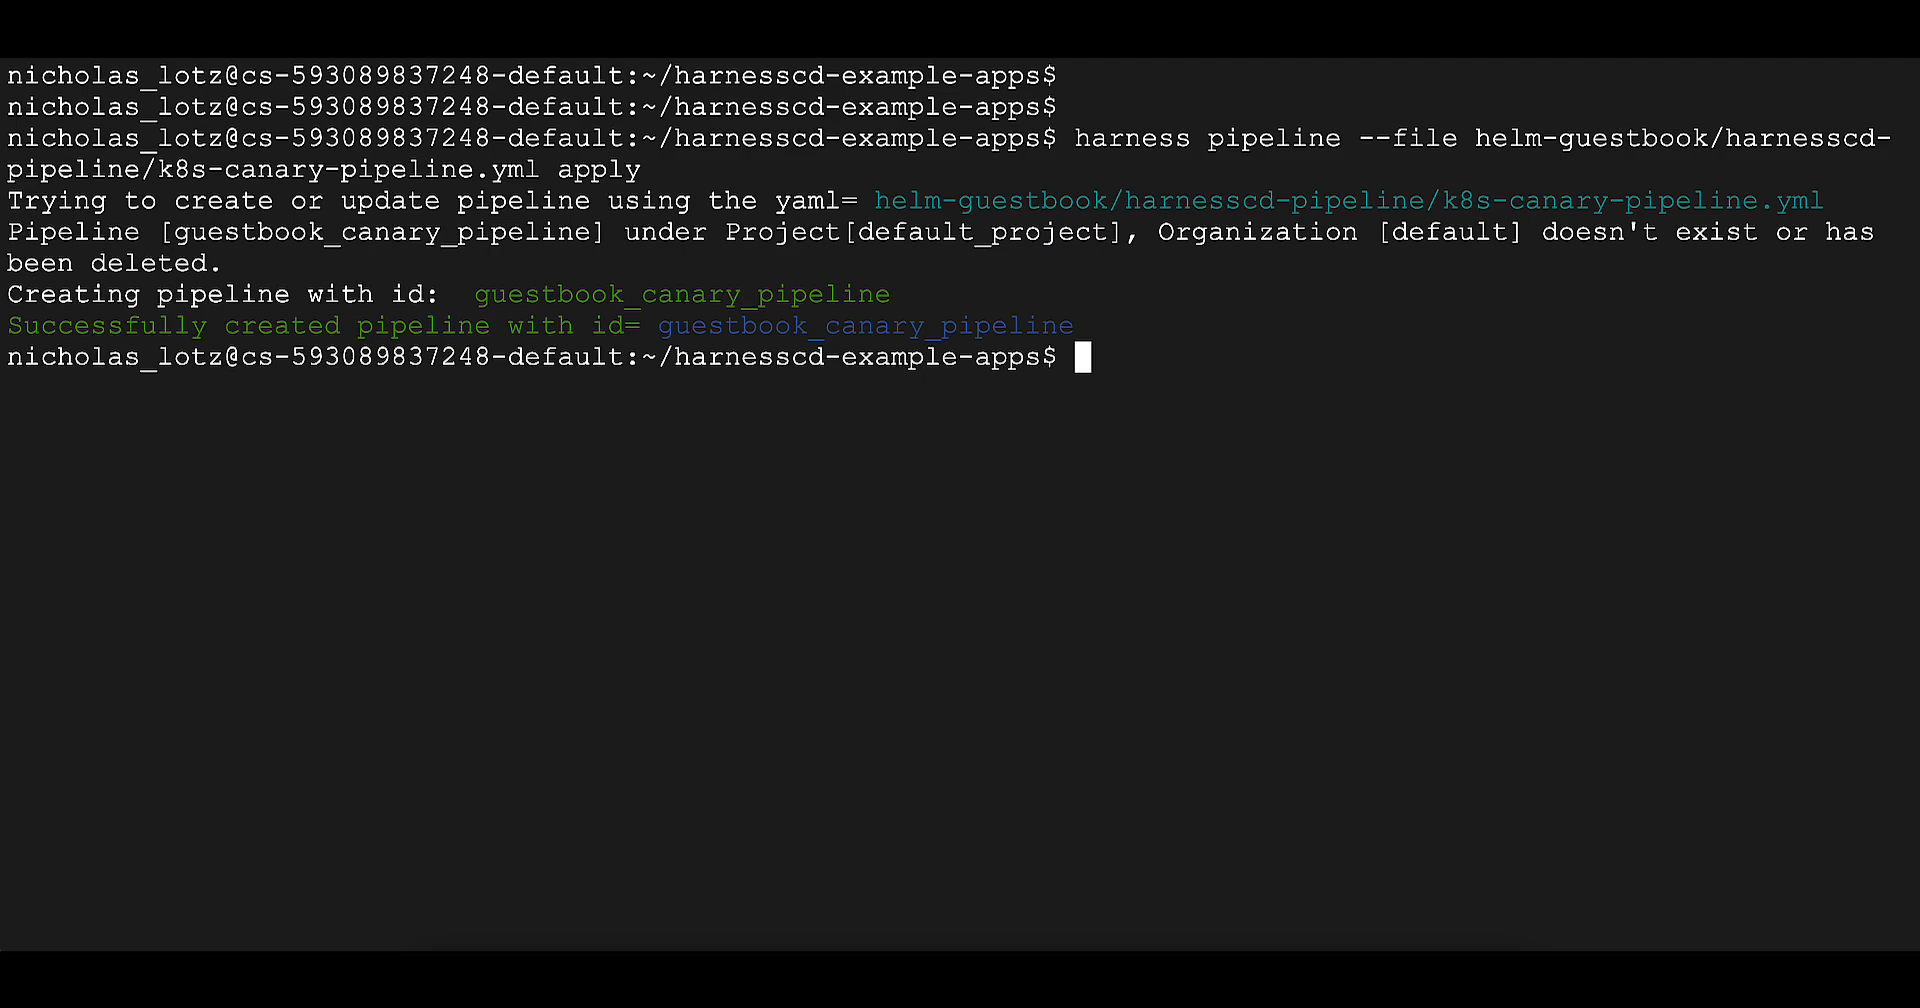 nicholas_lotz@cs-593089837248-default:~/harnesscd-example-apps$
nicholas_lotz@cs-593089837248-default:~/harnesscd-example-apps$
nicholas_lotz@cs-593089837248-default:~/harnesscd-example-apps$ harness pipeline --file helm-guestbook/harnesscd-
pipeline/k8s-canary-pipeline.yml apply
Trying to create or update pipeline using the yaml= helm-guestbook/harnesscd-pipeline/k8s-canary-pipeline.yml
Pipeline [guestbook_canary_pipeline] under Project[default_project], Organization [default] doesn't exist or has
been deleted.
Creating pipeline with id:  guestbook_canary_pipeline
Successfully created pipeline with id= guestbook_canary_pipeline
nicholas_lotz@cs-593089837248-default:~/harnesscd-example-apps$